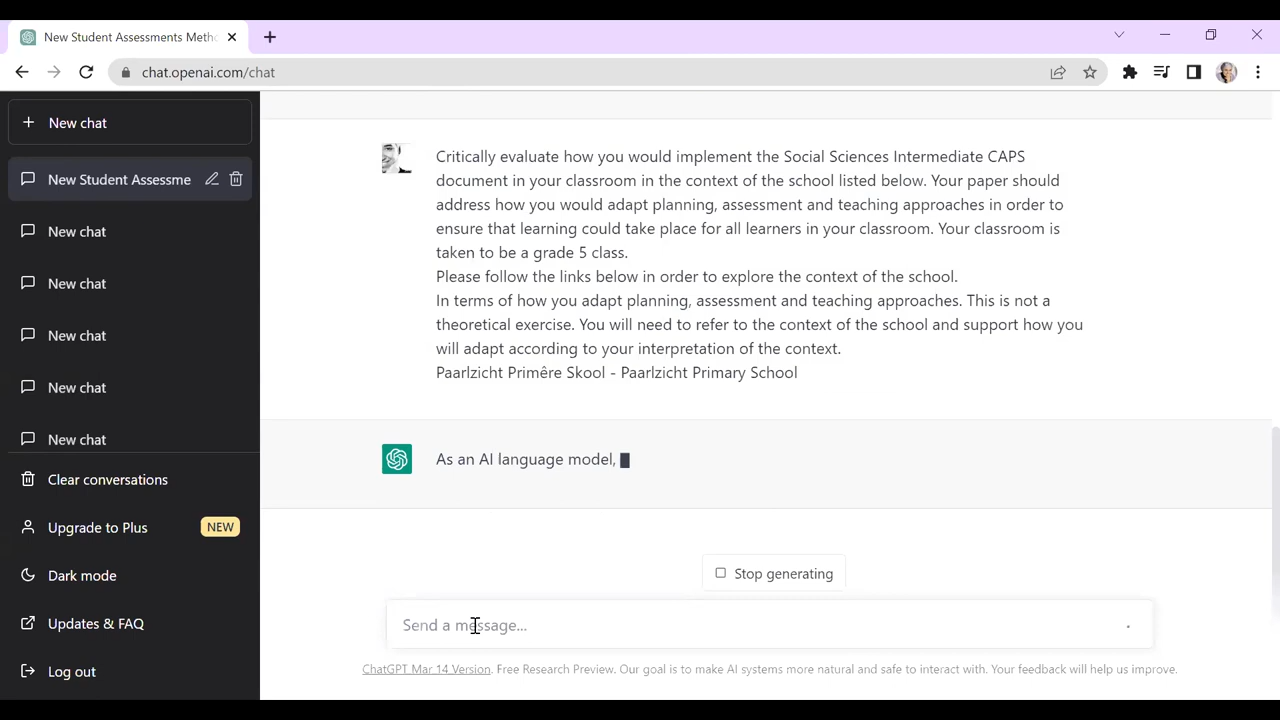 New Student Assessments Meth
chat.openai.com/chat
New chat
New Student Assessme
New chat
New chat
New chat
New chat
New chat
Clear conversations
Upgrade to Plus NEW
Dark mode
Updates & FAQ
Log out
Critically evaluate how you would implement the Social Sciences Intermediate CAPS
document in your classroom in the context of the school listed below. Your paper should
address how you would adapt planning, assessment and teaching approaches in order to
ensure that learning could take place for all learners in your classroom. Your classroom is
taken to be a grade 5 class.
Please follow the links below in order to explore the context of the school.
In terms of how you adapt planning, assessment and teaching approaches. This is not a
theoretical exercise. You will need to refer to the context of the school and support how you
will adapt according to your interpretation of the context.
Paarlzicht Primêre Skool - Paarlzicht Primary School
As an AI language model,
Stop generating
Send a message...
ChatGPT Mar 14 Version. Free Research Preview. Our goal is to make AI systems more natural and safe to interact with. Your feedback will help us improve.